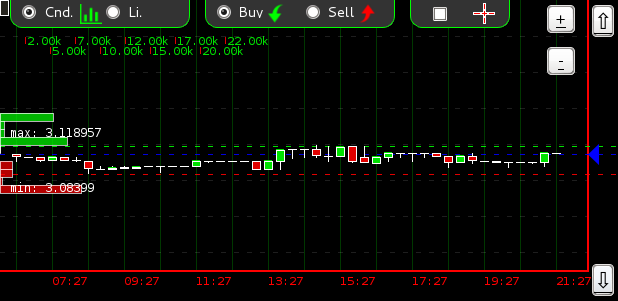 Cnd. Li. Buy Sell
+
-
2.00k 7.00k 12.00k 17.00k 22.00k
5.00k 10.00k 15.00k 20.00k
max: 3.118957
min: 3.08399
07:27 09:27 11:27 13:27 15:27 17:27 19:27 21:27